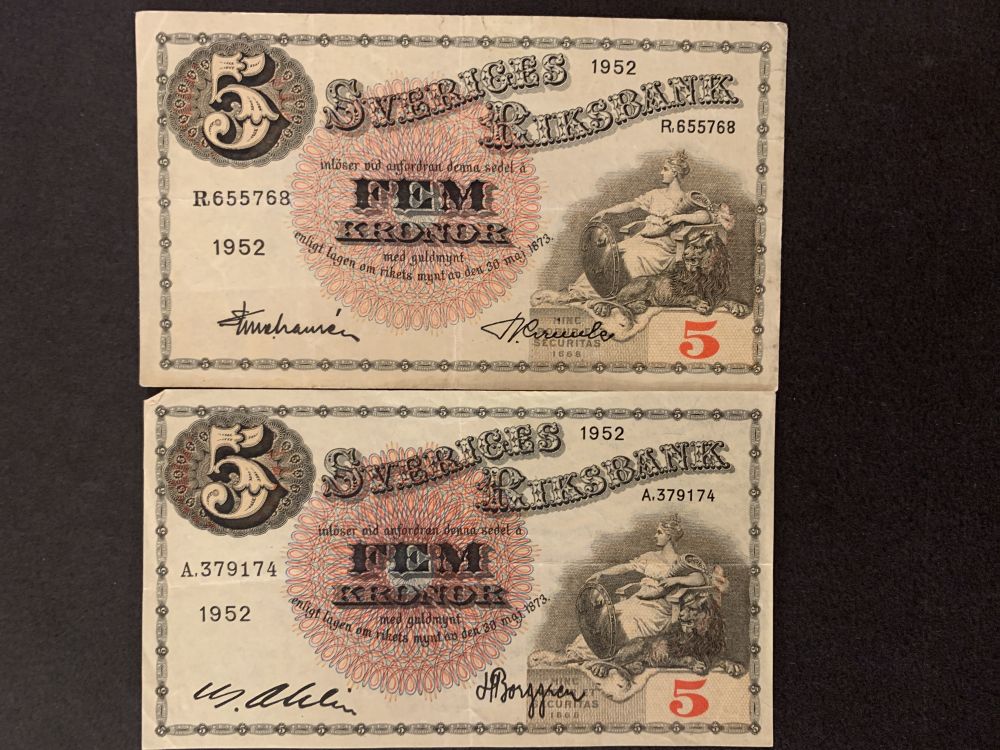 5
SVERIGES
1952
RIKSBANK
R.655768
inlöser vid anfordran denna sedel å
FEM
R.655768
KRONOR
1952
med guldmynt
enligt lagen om rikets mynt av den 30 maj 1873.
HINC
SECURITAS
1668
5
5
SVERIGES
1952
RIKSBANK
A.379174
inlöser vid anfordran denna sedel å
FEM
A.379174
KRONOR
1952
med guldmynt
enligt lagen om rikets mynt av den 30 maj 1873.
Borggren
SECURITAS
1668
5